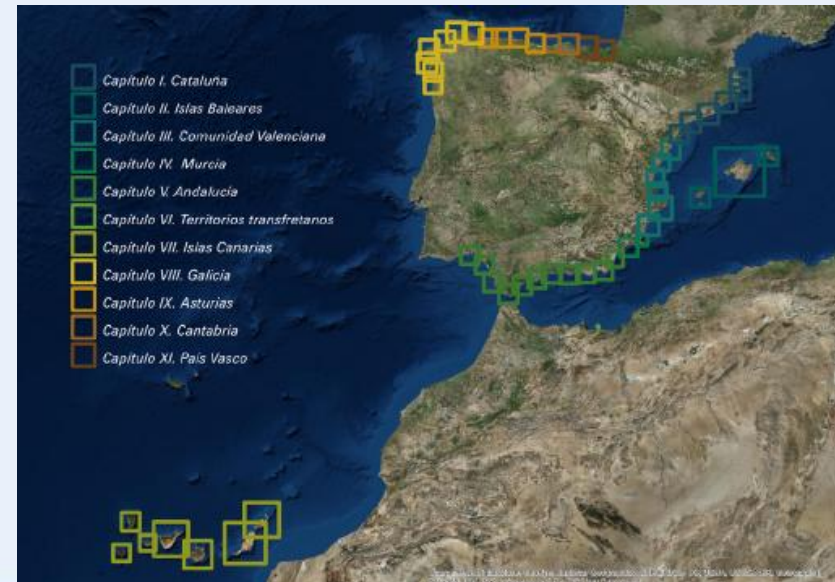 Capítulo I. Cataluña
Capítulo II. Islas Baleares
Capítulo III. Comunidad Valenciana
Capítulo IV. Murcia
Capítulo V. Andalucía
Capítulo VI. Territorios transfretanos
Capítulo VII. Islas Canarias
Capítulo VIII. Galicia
Capítulo IX. Asturias
Capítulo X. Cantabria
Capítulo XI. País Vasco